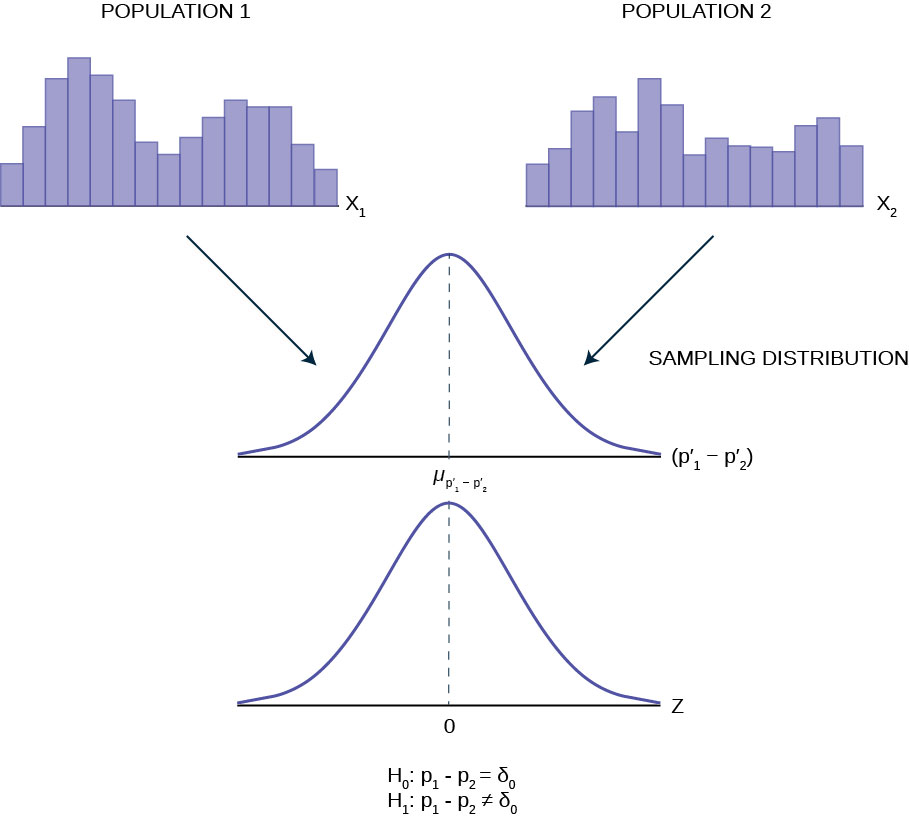 POPULATION 1
POPULATION 2
X₁
X₂
SAMPLING DISTRIBUTION
(p′₁ − p′₂)
μ p′₁ − p′₂
Z
0
H₀: p₁ - p₂ = δ₀
H₁: p₁ - p₂ ≠ δ₀